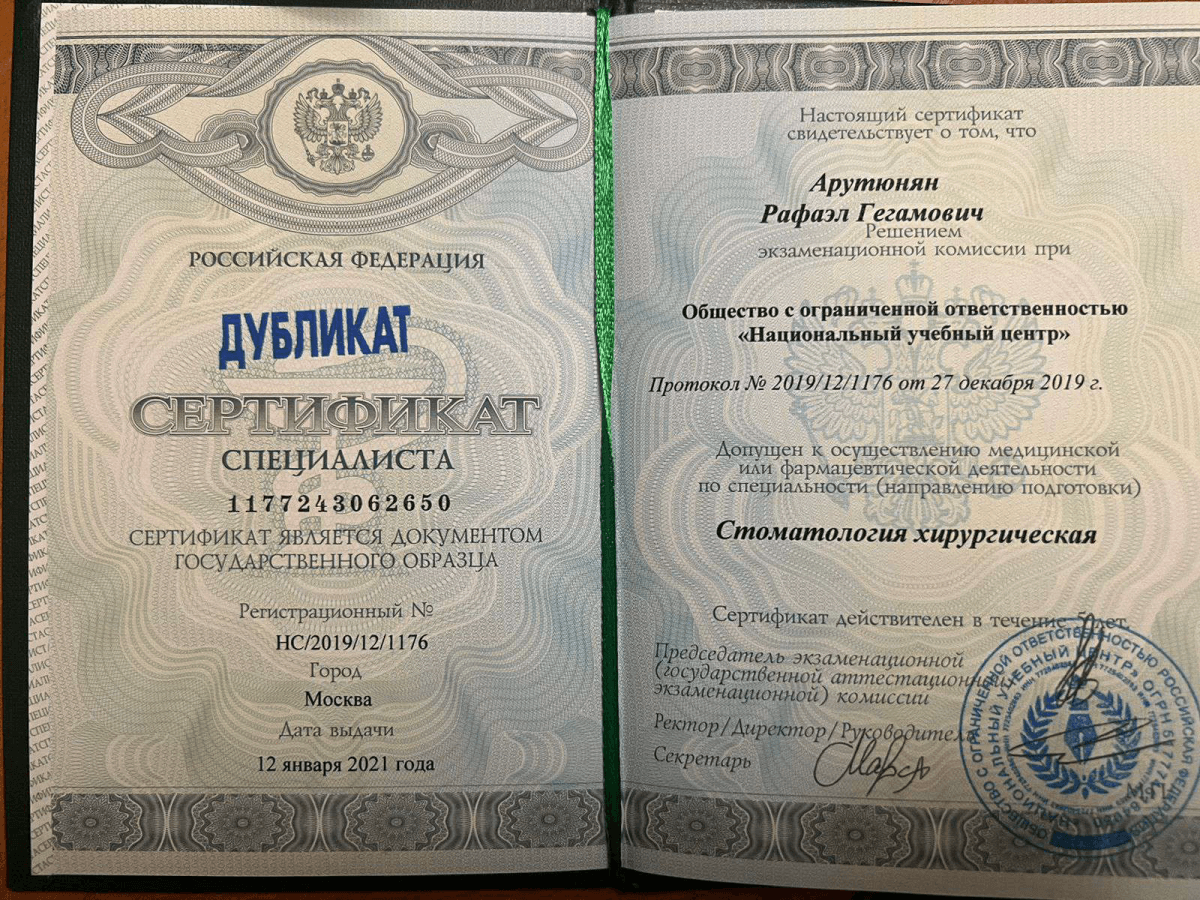 РОССИЙСКАЯ ФЕДЕРАЦИЯ
ДУБЛИКАТ
СЕРТИФИКАТ
СПЕЦИАЛИСТА
1177243062650
СЕРТИФИКАТ ЯВЛЯЕТСЯ ДОКУМЕНТОМ
ГОСУДАРСТВЕННОГО ОБРАЗЦА
Регистрационный №
НС/2019/12/1176
Город
Москва
Дата выдачи
12 января 2021 года
Настоящий сертификат
свидетельствует о том, что
Арутюнян
Рафаэл Гегамович
Решением
экзаменационной комиссии при
Общество с ограниченной ответственностью
«Национальный учебный центр»
Протокол № 2019/12/1176 от 27 декабря 2019 г.
Допущен к осуществлению медицинской
или фармацевтической деятельности
по специальности (направлению подготовки)
Стоматология хирургическая
Сертификат действителен в течение 5 лет.
Председатель экзаменационной
(государственной аттестационной
экзаменационной) комиссии
Ректор/Директор/Руководитель
Секретарь
ОБЩЕСТВО С ОГРАНИЧЕННОЙ ОТВЕТСТВЕННОСТЬЮ РОССИЙСКАЯ ФЕДЕРАЦИЯ
НАЦИОНАЛЬНЫЙ УЧЕБНЫЙ ЦЕНТР ОГРН